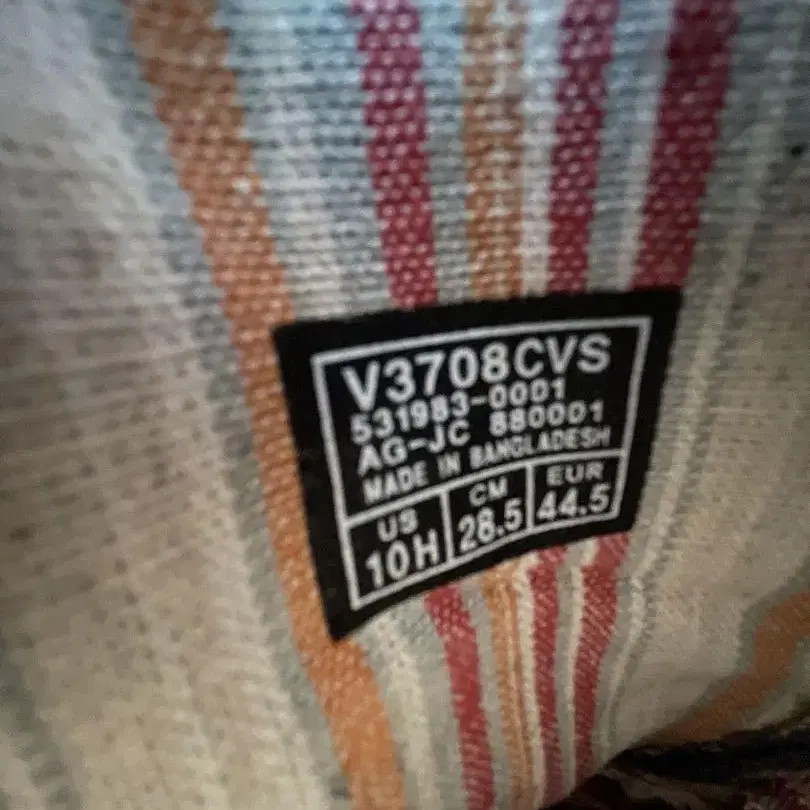 V3708CVS
531983-0001
AG-JC 880001
MADE IN BANGLADESH
US CM EUR
10H 28.5 44.5